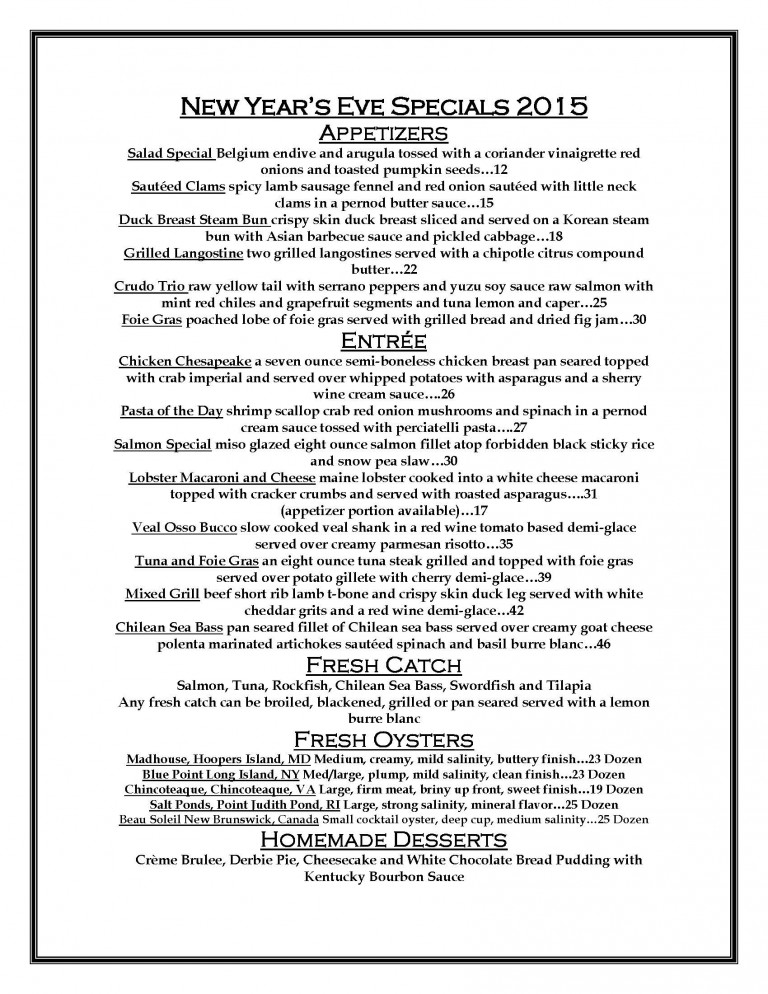 New Year's Eve Specials 2015
Appetizers
Salad Special Belgium endive and arugula tossed with a coriander vinaigrette red
onions and toasted pumpkin seeds…12
Sautéed Clams spicy lamb sausage fennel and red onion sautéed with little neck
clams in a pernod butter sauce…15
Duck Breast Steam Bun crispy skin duck breast sliced and served on a Korean steam
bun with Asian barbecue sauce and pickled cabbage…18
Grilled Langostine two grilled langostines served with a chipotle citrus compound
butter…22
Crudo Trio raw yellow tail with serrano peppers and yuzu soy sauce raw salmon with
mint red chiles and grapefruit segments and tuna lemon and caper…25
Foie Gras poached lobe of foie gras served with grilled bread and dried fig jam…30
Entrée
Chicken Chesapeake a seven ounce semi-boneless chicken breast pan seared topped
with crab imperial and served over whipped potatoes with asparagus and a sherry
wine cream sauce….26
Pasta of the Day shrimp scallop crab red onion mushrooms and spinach in a pernod
cream sauce tossed with perciatelli pasta….27
Salmon Special miso glazed eight ounce salmon fillet atop forbidden black sticky rice
and snow pea slaw…30
Lobster Macaroni and Cheese maine lobster cooked into a white cheese macaroni
topped with cracker crumbs and served with roasted asparagus….31
(appetizer portion available)…17
Veal Osso Bucco slow cooked veal shank in a red wine tomato based demi-glace
served over creamy parmesan risotto…35
Tuna and Foie Gras an eight ounce tuna steak grilled and topped with foie gras
served over potato gillete with cherry demi-glace…39
Mixed Grill beef short rib lamb t-bone and crispy skin duck leg served with white
cheddar grits and a red wine demi-glace…42
Chilean Sea Bass pan seared fillet of Chilean sea bass served over creamy goat cheese
polenta marinated artichokes sautéed spinach and basil burre blanc…46
Fresh Catch
Salmon, Tuna, Rockfish, Chilean Sea Bass, Swordfish and Tilapia
Any fresh catch can be broiled, blackened, grilled or pan seared served with a lemon
burre blanc
Fresh Oysters
Madhouse, Hoopers Island, MD Medium, creamy, mild salinity, buttery finish…23 Dozen
Blue Point Long Island, NY Med/large, plump, mild salinity, clean finish…23 Dozen
Chincoteaque, Chincoteaque, VA Large, firm meat, briny up front, sweet finish…19 Dozen
Salt Ponds, Point Judith Pond, RI Large, strong salinity, mineral flavor…25 Dozen
Beau Soleil New Brunswick, Canada Small cocktail oyster, deep cup, medium salinity…25 Dozen
Homemade Desserts
Crème Brulee, Derbie Pie, Cheesecake and White Chocolate Bread Pudding with
Kentucky Bourbon Sauce